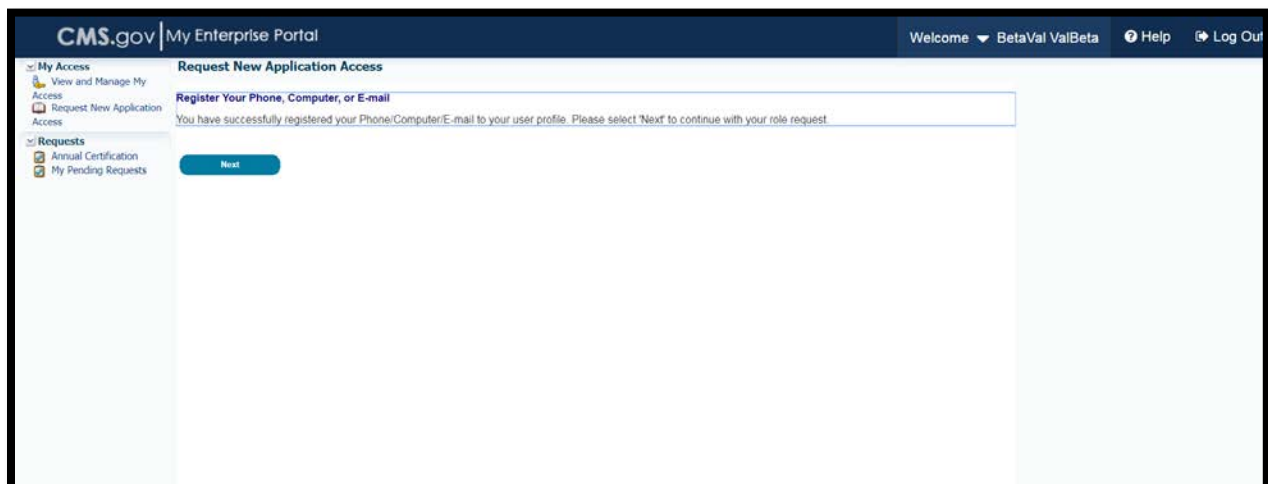 CMS.gov My Enterprise Portal
Welcome BetaVal ValBeta Help Log Out
My Access
View and Manage My
Access
Request New Application
Access
Requests
Annual Certification
My Pending Requests
Request New Application Access
Register Your Phone, Computer, or E-mail
You have successfully registered your Phone/Computer/E-mail to your user profile. Please select 'Next' to continue with your role request.
Next